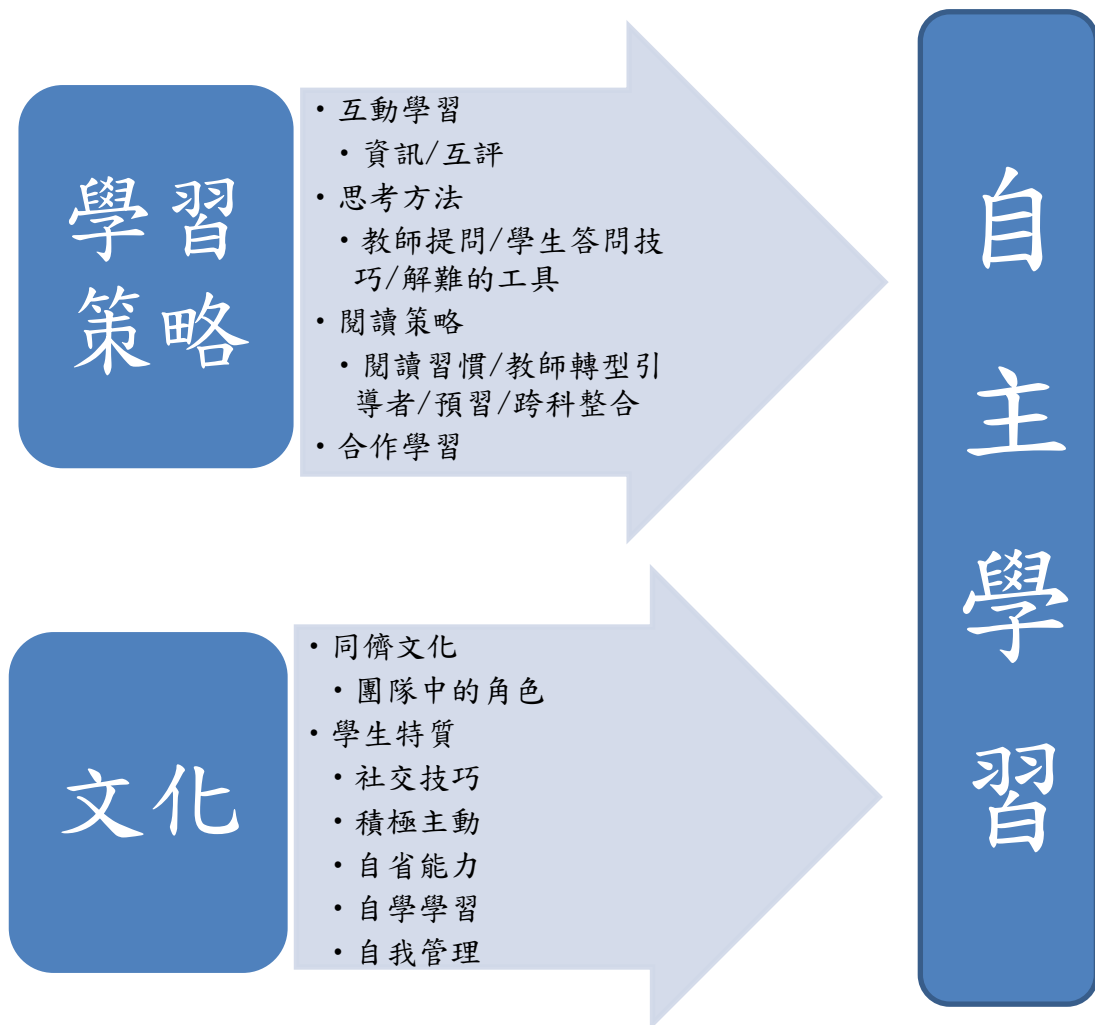 學習
策略
• 互動學習
• 資訊/互評
• 思考方法
• 教師提問/學生答問技
巧/解難的工具
• 閱讀策略
• 閱讀習慣/教師轉型引
導者/預習/跨科整合
• 合作學習
文化
• 同儕文化
• 團隊中的角色
• 學生特質
• 社交技巧
• 積極主動
• 自省能力
• 自學學習
• 自我管理
自
主
學
習